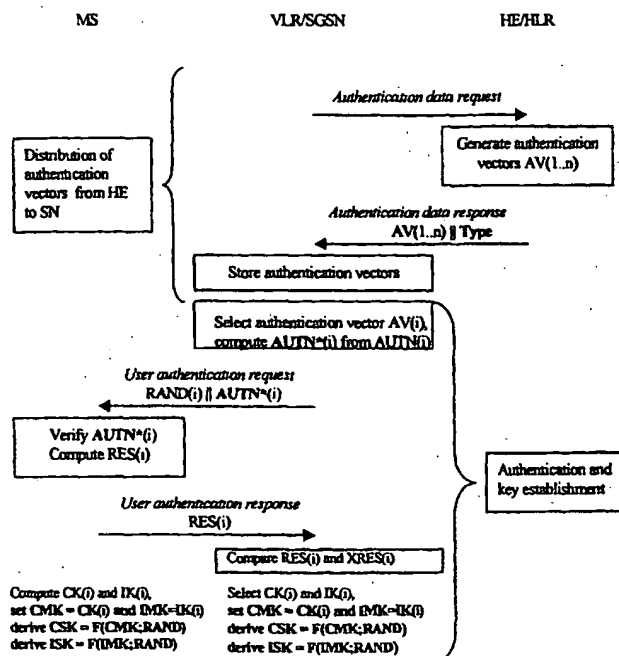 MS VLR/SGSN HE/HLR
Authentication data request
Distribution of
authentication
vectors from HE
to SN
Generate authentication
vectors AV(1..n)
Authentication data response
AV(1..n) || Type
Store authentication vectors
Select authentication vector AV(i),
compute AUTN*(i) from AUTN(i)
User authentication request
RAND(i) || AUTN*(i)
Verify AUTN*(i)
Compute RES(i)
Authentication and
key establishment
User authentication response
RES(i)
Compare RES(i) and XRES(i)
Compute CK(i) and IK(i),
set CMK = CK(i) and IMK=IK(i)
derive CSK = F(CMK;RAND)
derive ISK = F(IMK;RAND)
Select CK(i) and IK(i),
set CMK = CK(i) and IMK=IK(i)
derive CSK = F(CMK;RAND)
derive ISK = F(IMK;RAND)